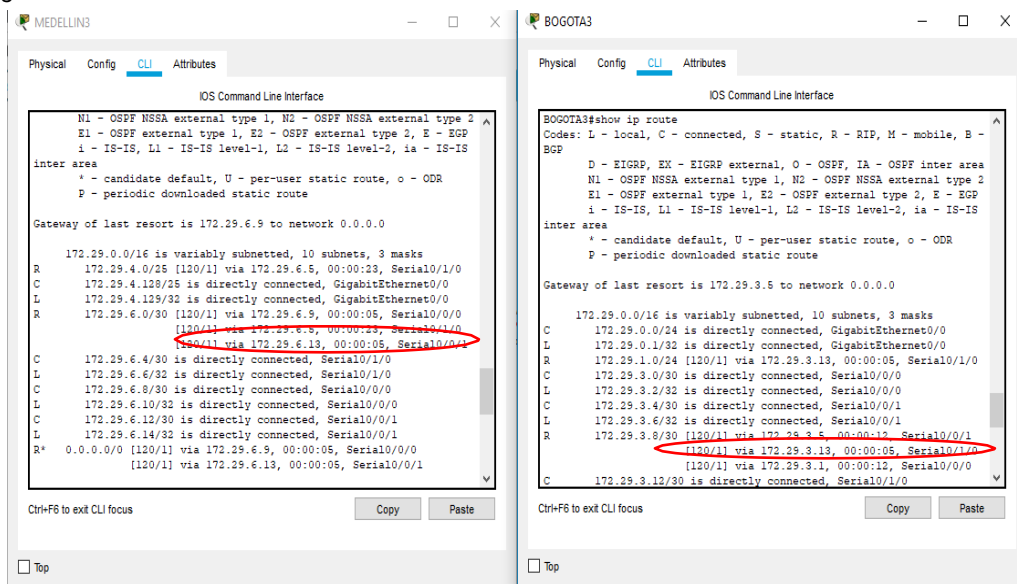 MEDELLIN3
Physical Config CLI Attributes
IOS Command Line Interface
N1 - OSPF NSSA external type 1, N2 - OSPF NSSA external type 2
E1 - OSPF external type 1, E2 - OSPF external type 2, E - EGP
i - IS-IS, L1 - IS-IS level-1, L2 - IS-IS level-2, ia - IS-IS
inter area
* - candidate default, U - per-user static route, o - ODR
P - periodic downloaded static route
Gateway of last resort is 172.29.6.9 to network 0.0.0.0
172.29.0.0/16 is variably subnetted, 10 subnets, 3 masks
R 172.29.4.0/25 [120/1] via 172.29.6.5, 00:00:23, Serial0/1/0
C 172.29.4.128/25 is directly connected, GigabitEthernet0/0
L 172.29.4.129/32 is directly connected, GigabitEthernet0/0
R 172.29.6.0/30 [120/1] via 172.29.6.9, 00:00:05, Serial0/0/0
[120/1] via 172.29.6.5, 00:00:23, Serial0/1/0
[120/1] via 172.29.6.13, 00:00:05, Serial0/0/1
C 172.29.6.4/30 is directly connected, Serial0/1/0
L 172.29.6.6/32 is directly connected, Serial0/1/0
C 172.29.6.8/30 is directly connected, Serial0/0/0
L 172.29.6.10/32 is directly connected, Serial0/0/0
C 172.29.6.12/30 is directly connected, Serial0/0/1
L 172.29.6.14/32 is directly connected, Serial0/0/1
R* 0.0.0.0/0 [120/1] via 172.29.6.9, 00:00:05, Serial0/0/0
[120/1] via 172.29.6.13, 00:00:05, Serial0/0/1
Ctrl+F6 to exit CLI focus
Copy Paste
Top
BOGOTA3
Physical Config CLI Attributes
IOS Command Line Interface
BOGOTA3#show ip route
Codes: L - local, C - connected, S - static, R - RIP, M - mobile, B -
BGP
D - EIGRP, EX - EIGRP external, O - OSPF, IA - OSPF inter area
N1 - OSPF NSSA external type 1, N2 - OSPF NSSA external type 2
E1 - OSPF external type 1, E2 - OSPF external type 2, E - EGP
i - IS-IS, L1 - IS-IS level-1, L2 - IS-IS level-2, ia - IS-IS
inter area
* - candidate default, U - per-user static route, o - ODR
P - periodic downloaded static route
Gateway of last resort is 172.29.3.5 to network 0.0.0.0
172.29.0.0/16 is variably subnetted, 10 subnets, 3 masks
C 172.29.0.0/24 is directly connected, GigabitEthernet0/0
L 172.29.0.1/32 is directly connected, GigabitEthernet0/0
R 172.29.1.0/24 [120/1] via 172.29.3.13, 00:00:05, Serial0/1/0
C 172.29.3.0/30 is directly connected, Serial0/0/0
L 172.29.3.2/32 is directly connected, Serial0/0/0
C 172.29.3.4/30 is directly connected, Serial0/0/1
L 172.29.3.6/32 is directly connected, Serial0/0/1
R 172.29.3.8/30 [120/1] via 172.29.3.5, 00:00:12, Serial0/0/1
[120/1] via 172.29.3.13, 00:00:05, Serial0/1/0
[120/1] via 172.29.3.1, 00:00:12, Serial0/0/0
C 172.29.3.12/30 is directly connected, Serial0/1/0
Ctrl+F6 to exit CLI focus
Copy Paste
Top